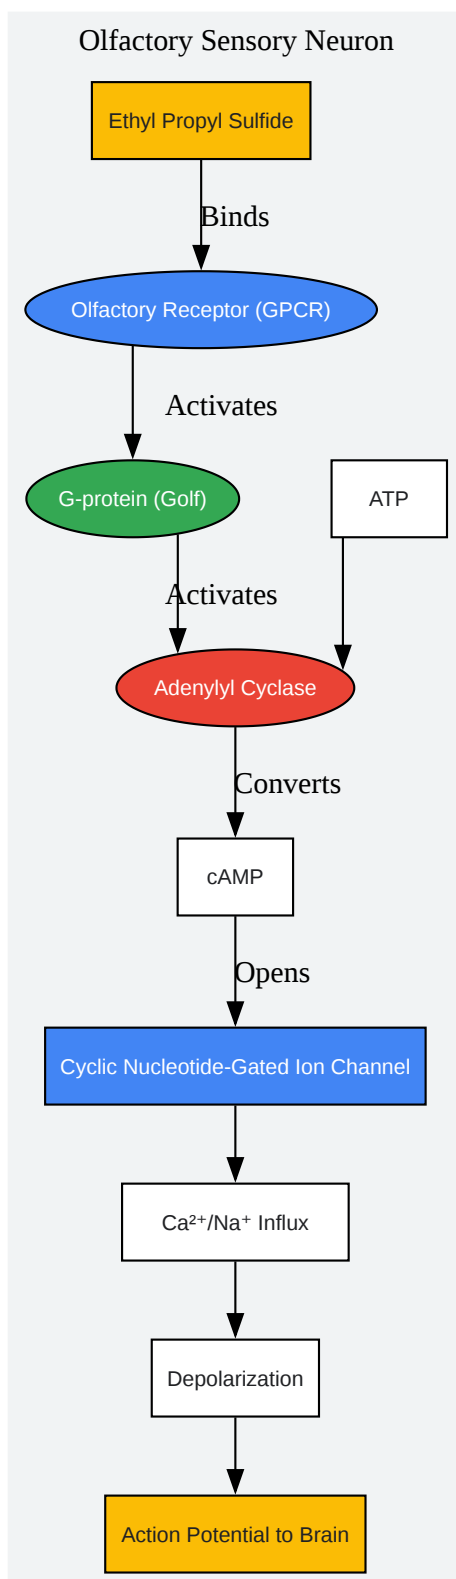 Olfactory Sensory Neuron
Ethyl Propyl Sulfide
Binds
Olfactory Receptor (GPCR)
Activates
G-protein (Golf)
ATP
Activates
Adenylyl Cyclase
Converts
cAMP
Opens
Cyclic Nucleotide-Gated Ion Channel
Ca²⁺/Na⁺ Influx
Depolarization
Action Potential to Brain